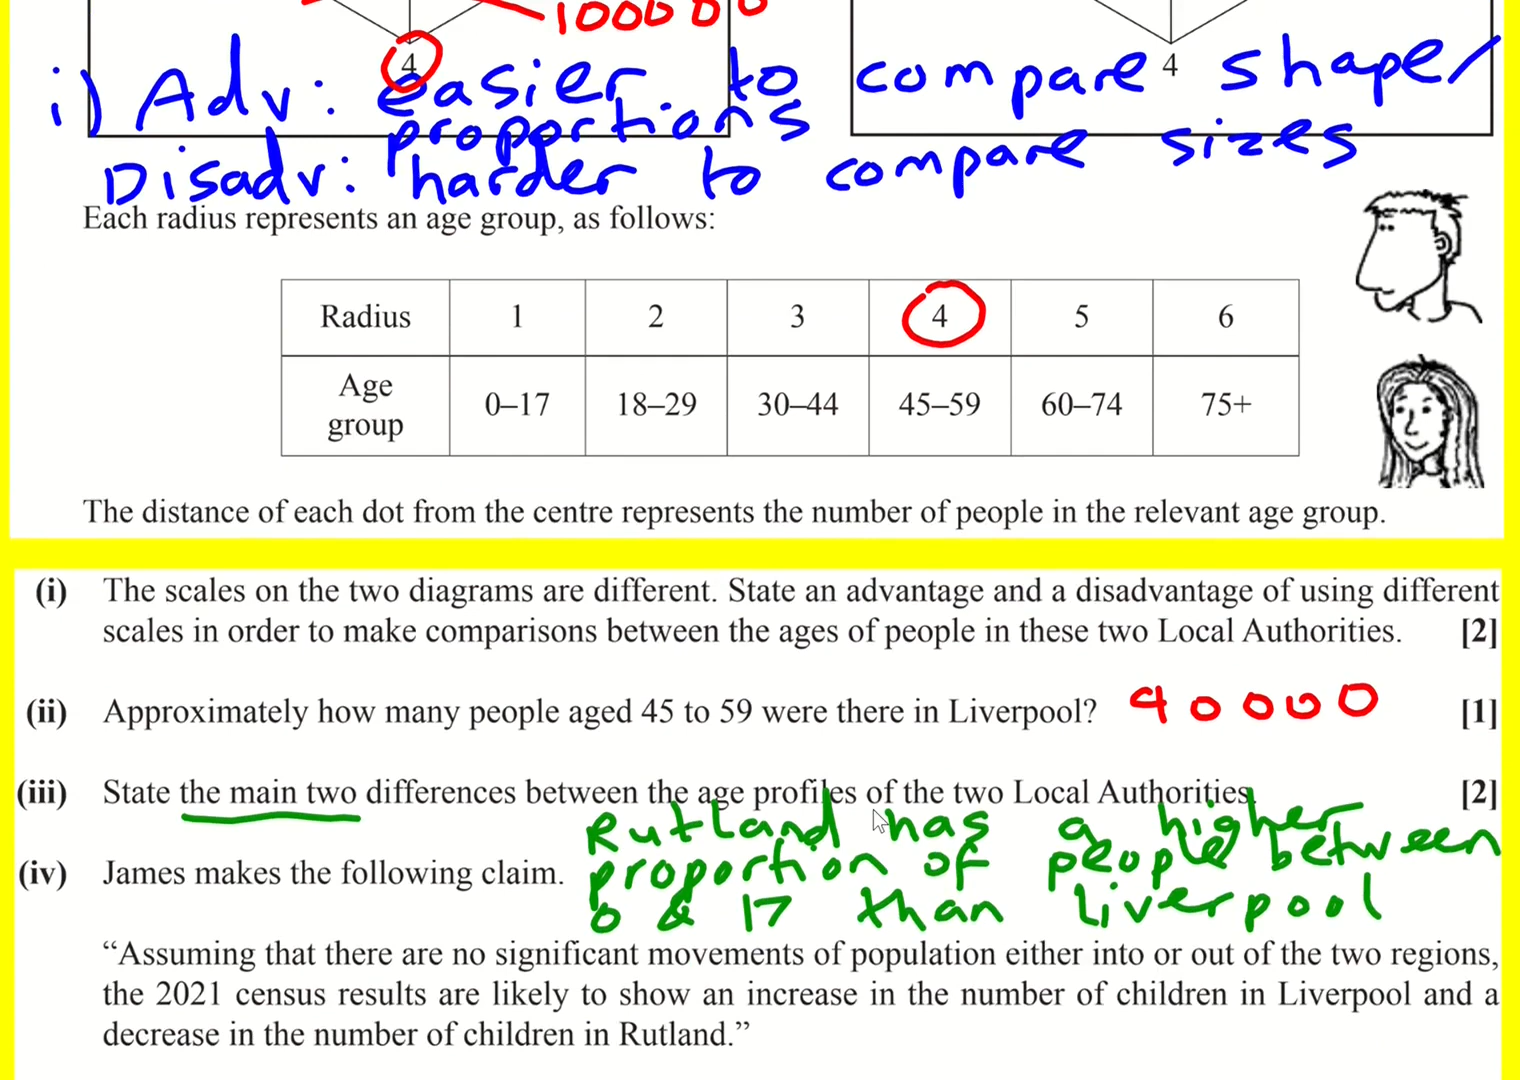 100000
4
4
i) Adv: easier to compare shape/
proportions
Disadv: harder to compare sizes
Each radius represents an age group, as follows:
Radius 1 2 3 4 5 6
Age group 0–17 18–29 30–44 45–59 60–74 75+
The distance of each dot from the centre represents the number of people in the relevant age group.
(i) The scales on the two diagrams are different. State an advantage and a disadvantage of using different
scales in order to make comparisons between the ages of people in these two Local Authorities. [2]
(ii) Approximately how many people aged 45 to 59 were there in Liverpool? 40000 [1]
(iii) State the main two differences between the age profiles of the two Local Authorities. [2]
Rutland has a higher
proportion of people between
0 & 17 than Liverpool
(iv) James makes the following claim.
“Assuming that there are no significant movements of population either into or out of the two regions,
the 2021 census results are likely to show an increase in the number of children in Liverpool and a
decrease in the number of children in Rutland.”